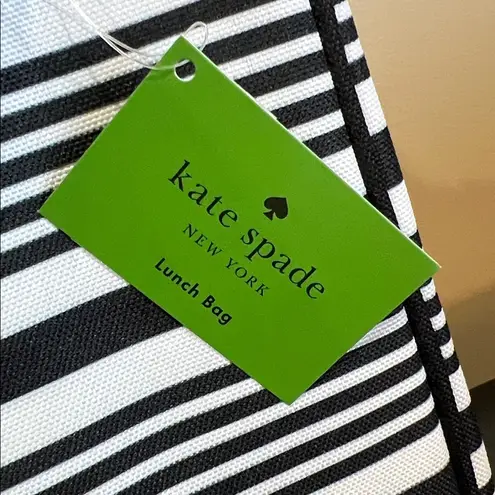 kate spade
NEW YORK
Lunch Bag